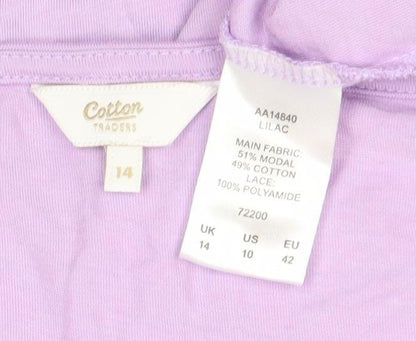 Cotton
TRADERS
14
AA14840
LILAC
MAIN FABRIC:
51% MODAL
49% COTTON
LACE:
100% POLYAMIDE
72200
UK US EU
14 10 42